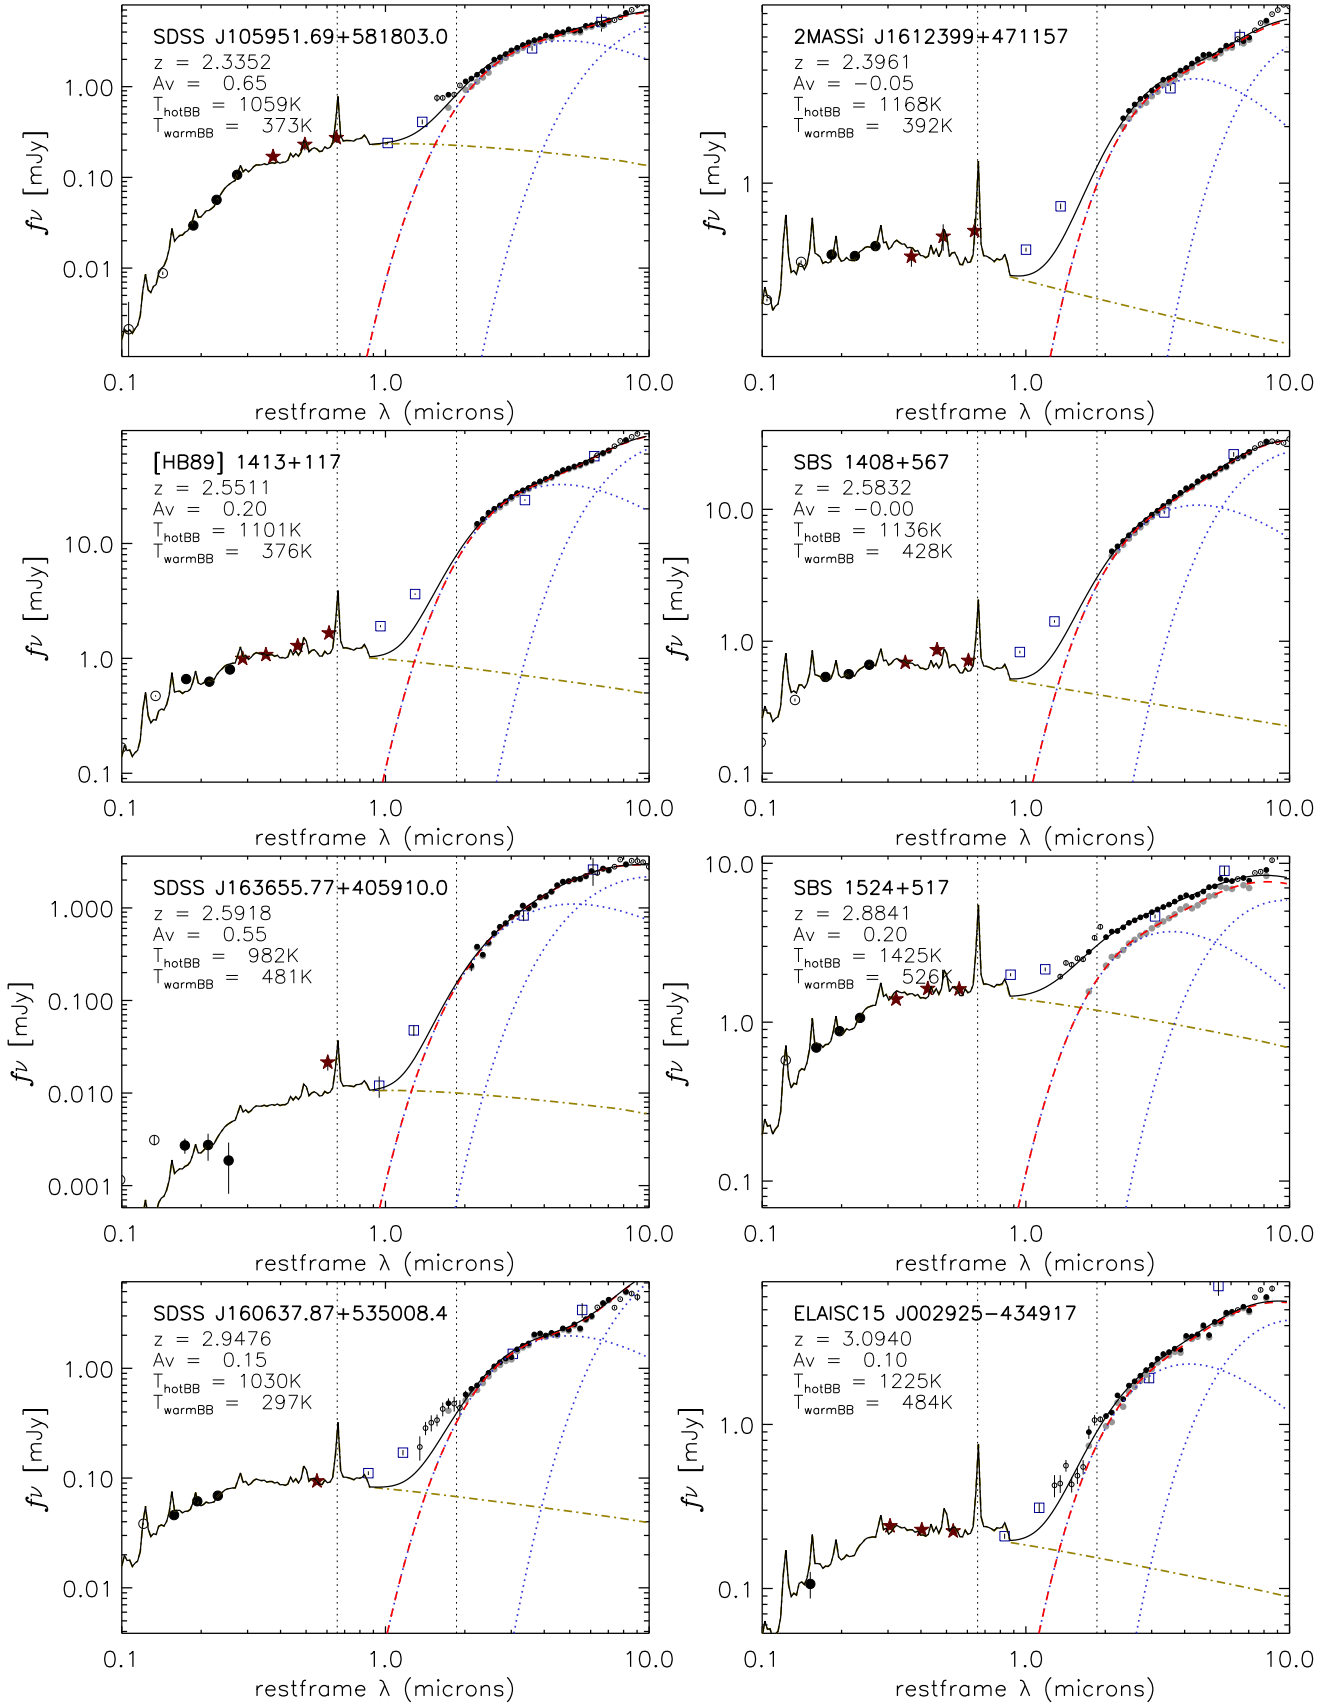 SDSS J105951.69+581803.0
z = 2.3352
Av = 0.65
ThotBB = 1059K
TwarmBB = 373K
fν [mJy]
1.00
0.10
0.01
0.1 1.0 10.0
restframe λ (microns)
2MASSi J1612399+471157
z = 2.3961
Av = −0.05
ThotBB = 1168K
TwarmBB = 392K
fν [mJy]
1
0.1 1.0 10.0
restframe λ (microns)
[HB89] 1413+117
z = 2.5511
Av = 0.20
ThotBB = 1101K
TwarmBB = 376K
fν [mJy]
10.0
1.0
0.1
0.1 1.0 10.0
restframe λ (microns)
SBS 1408+567
z = 2.5832
Av = −0.00
ThotBB = 1136K
TwarmBB = 428K
fν [mJy]
10.0
1.0
0.1
0.1 1.0 10.0
restframe λ (microns)
SDSS J163655.77+405910.0
z = 2.5918
Av = 0.55
ThotBB = 982K
TwarmBB = 481K
fν [mJy]
1.000
0.100
0.010
0.001
0.1 1.0 10.0
restframe λ (microns)
SBS 1524+517
z = 2.8841
Av = 0.20
ThotBB = 1425K
TwarmBB = 526K
fν [mJy]
10.0
1.0
0.1
0.1 1.0 10.0
restframe λ (microns)
SDSS J160637.87+535008.4
z = 2.9476
Av = 0.15
ThotBB = 1030K
TwarmBB = 297K
fν [mJy]
1.00
0.10
0.01
0.1 1.0 10.0
restframe λ (microns)
ELAISC15 J002925−434917
z = 3.0940
Av = 0.10
ThotBB = 1225K
TwarmBB = 484K
fν [mJy]
1.0
0.1
0.1 1.0 10.0
restframe λ (microns)